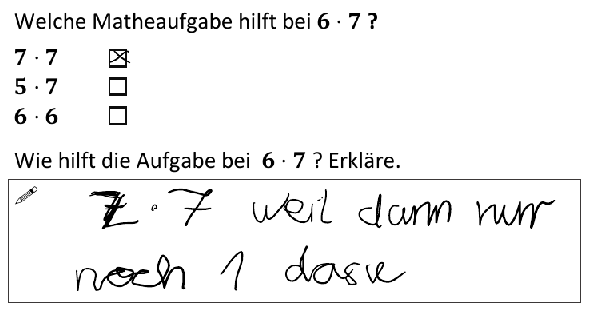 Welche Matheaufgabe hilft bei 6 · 7 ?
7 · 7 ☒
5 · 7 ☐
6 · 6 ☐
Wie hilft die Aufgabe bei 6 · 7 ? Erkläre.
7 · 7 weil dann nur
noch 1